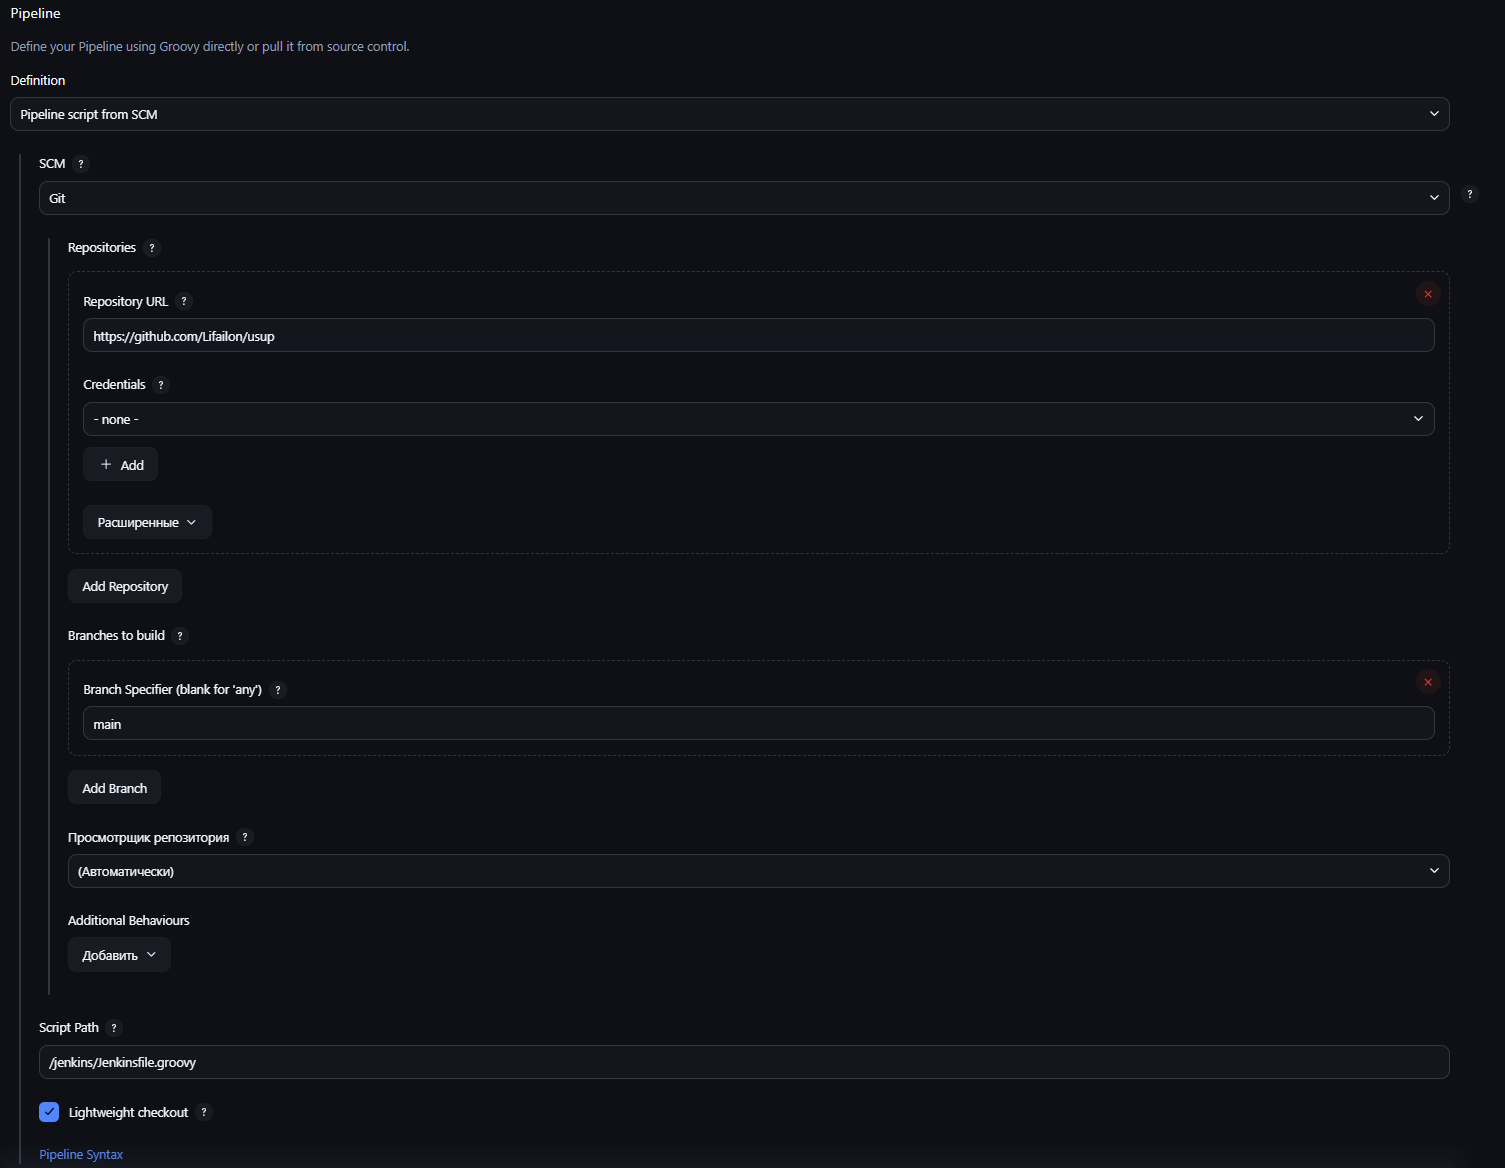 Pipeline
Define your Pipeline using Groovy directly or pull it from source control.
Definition
Pipeline script from SCM
SCM ?
Git
?
Repositories ?
Repository URL ?
https://github.com/Lifailon/usup
Credentials ?
- none -
+ Add
Расширенные
Add Repository
Branches to build ?
Branch Specifier (blank for 'any') ?
main
Add Branch
Просмотрщик репозитория ?
(Автоматически)
Additional Behaviours
Добавить
Script Path ?
/jenkins/Jenkinsfile.groovy
Lightweight checkout ?
Pipeline Syntax